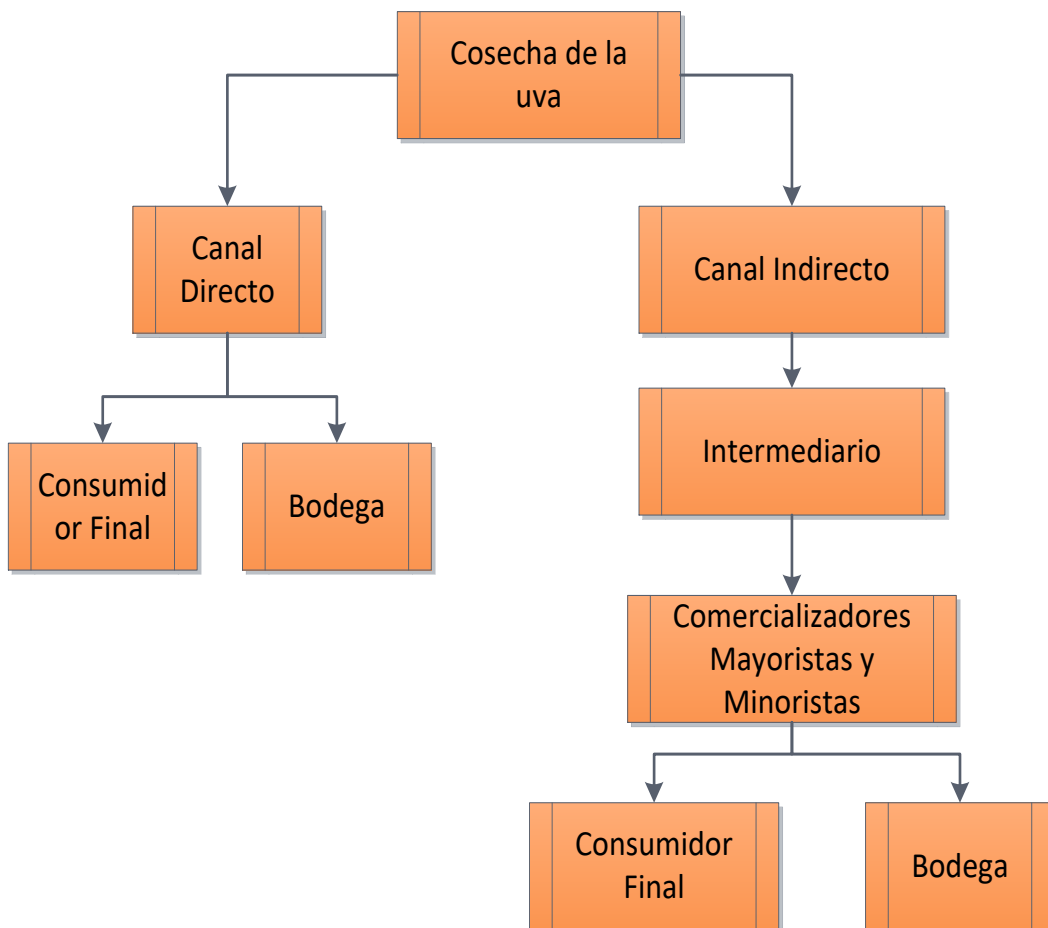 Cosecha de la
uva
Canal
Directo
Canal Indirecto
Consumid
or Final
Bodega
Intermediario
Comercializadores
Mayoristas y
Minoristas
Consumidor
Final
Bodega